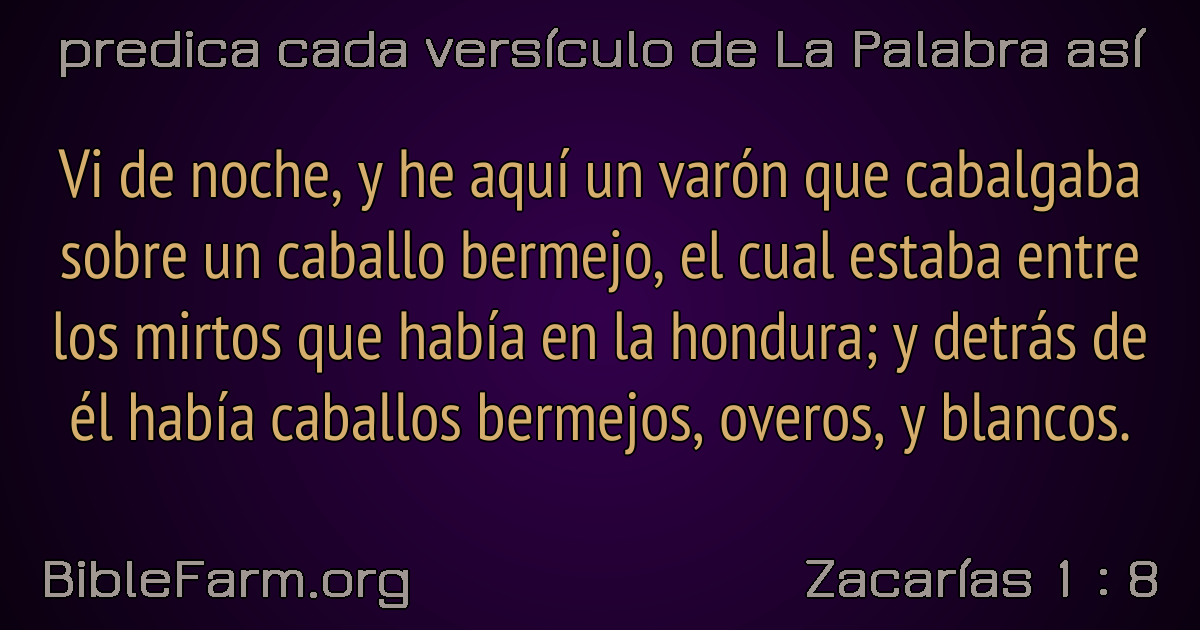 predica cada versículo de La Palabra así
Vi de noche, y he aquí un varón que cabalgaba
sobre un caballo bermejo, el cual estaba entre
los mirtos que había en la hondura; y detrás de
él había caballos bermejos, overos, y blancos.
BibleFarm.org
Zacarías 1 : 8